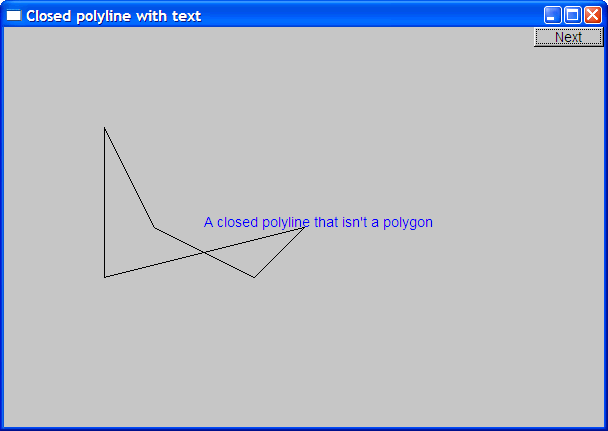 Closed polyline with text
Next
A closed polyline that isn't a polygon